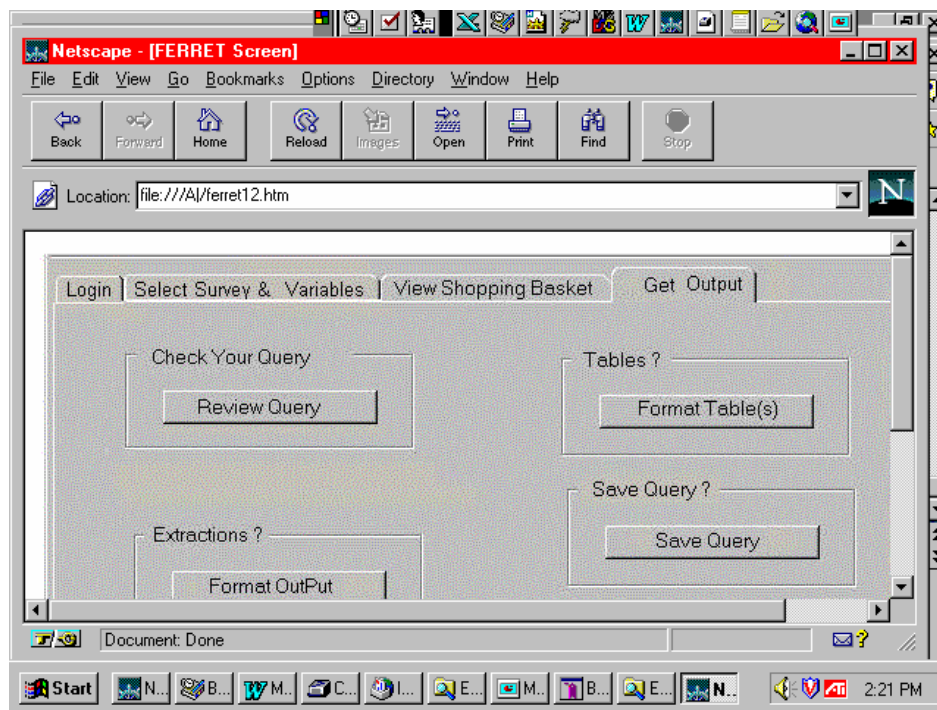 Netscape - [FERRET Screen]
File Edit View Go Bookmarks Options Directory Window Help
Back Forward Home Reload Images Open Print Find Stop
Location: file:///A|/ferret12.htm
N
Login Select Survey & Variables View Shopping Basket Get Output
Check Your Query
Review Query
Tables ?
Format Table(s)
Save Query ?
Save Query
Extractions ?
Format OutPut
Document: Done
Start N... B... M... C... I... E... M... B... E... N... 2:21 PM